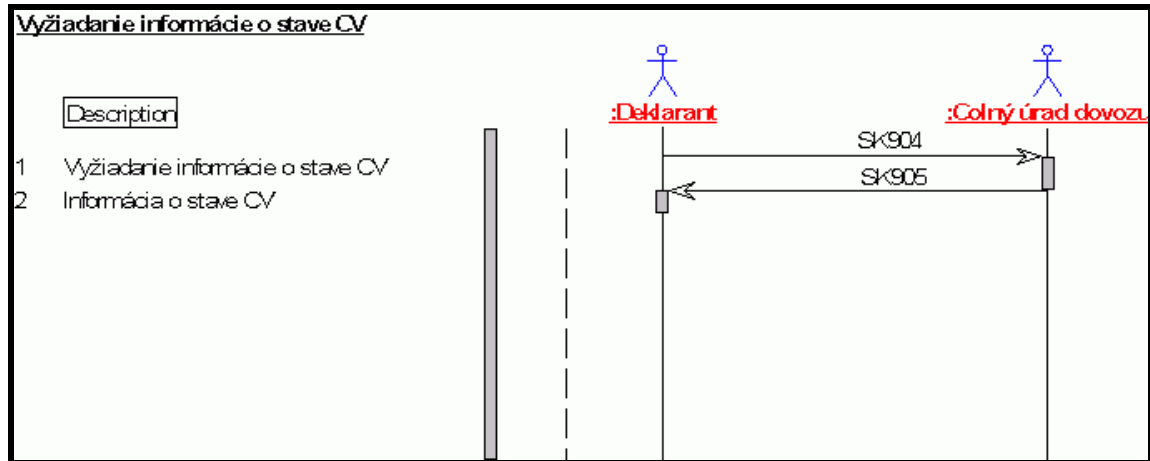 Vyžiadanie informácie o stave CV
Description
:Deklarant
:Colný úrad dovozu
SK904
1 Vyžiadanie informácie o stave CV
SK905
2 Informácia o stave CV